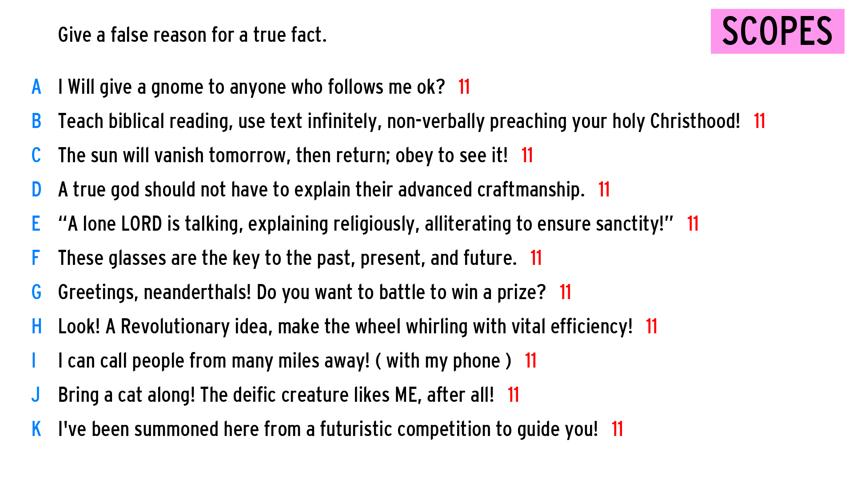 SCOPES
Give a false reason for a true fact.
A I Will give a gnome to anyone who follows me ok? 11
B Teach biblical reading, use text infinitely, non-verbally preaching your holy Christhood! 11
C The sun will vanish tomorrow, then return; obey to see it! 11
D A true god should not have to explain their advanced craftmanship. 11
E “A lone LORD is talking, explaining religiously, alliterating to ensure sanctity!” 11
F These glasses are the key to the past, present, and future. 11
G Greetings, neanderthals! Do you want to battle to win a prize? 11
H Look! A Revolutionary idea, make the wheel whirling with vital efficiency! 11
I I can call people from many miles away! ( with my phone ) 11
J Bring a cat along! The deific creature likes ME, after all! 11
K I've been summoned here from a futuristic competition to guide you! 11